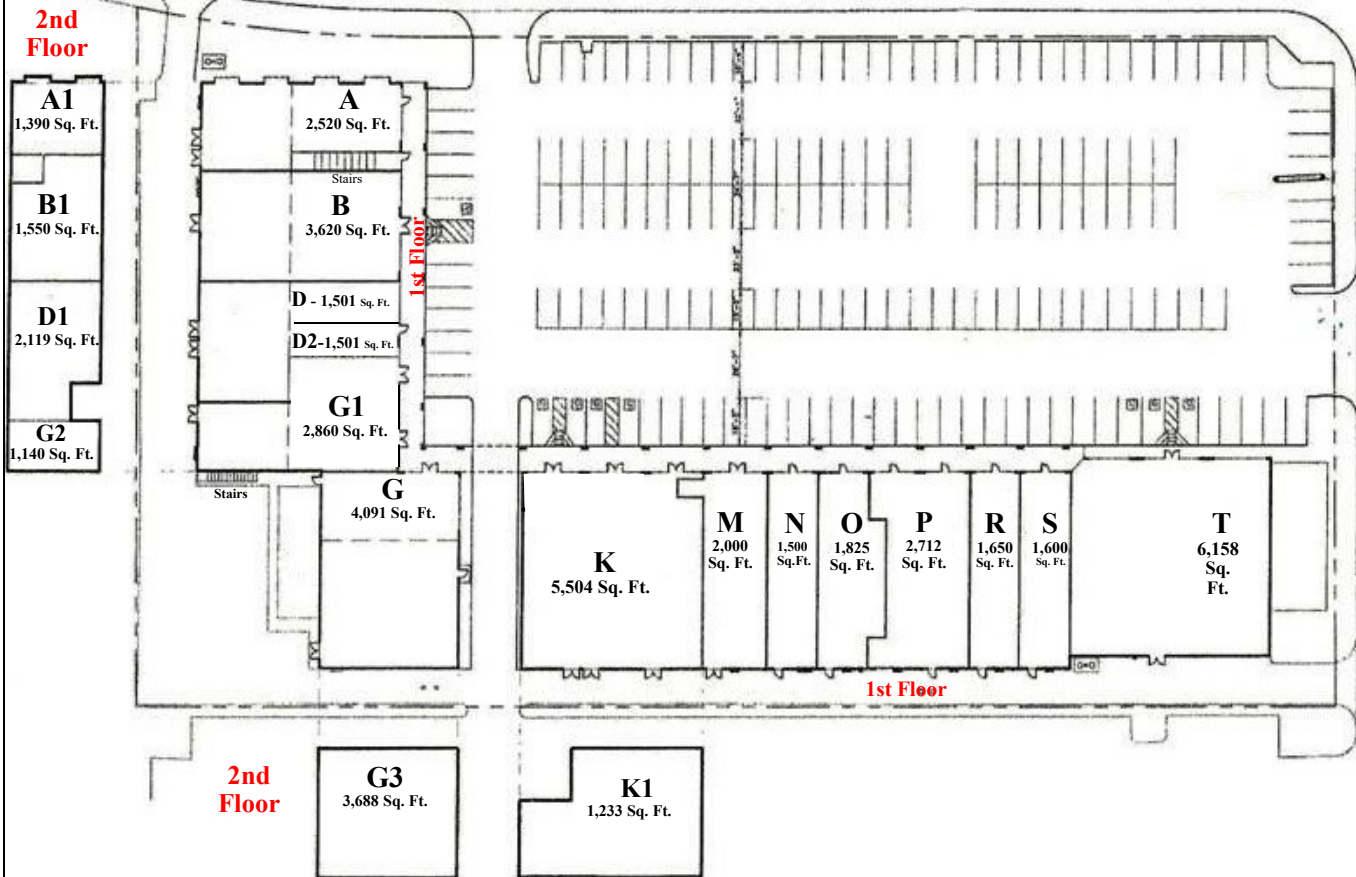 2nd
Floor
A1
1,390 Sq. Ft.
B1
1,550 Sq. Ft.
D1
2,119 Sq. Ft.
G2
1,140 Sq. Ft.
A
2,520 Sq. Ft.
Stairs
B
3,620 Sq. Ft.
1st Floor
D - 1,501 Sq. Ft.
D2-1,501 Sq. Ft.
G1
2,860 Sq. Ft.
Stairs
G
4,091 Sq. Ft.
K
5,504 Sq. Ft.
M
2,000
Sq. Ft.
N
1,500
Sq.Ft.
O
1,825
Sq. Ft.
P
2,712
Sq. Ft.
R
1,650
Sq. Ft.
S
1,600
Sq. Ft.
T
6,158
Sq.
Ft.
1st Floor
2nd
Floor
G3
3,688 Sq. Ft.
K1
1,233 Sq. Ft.